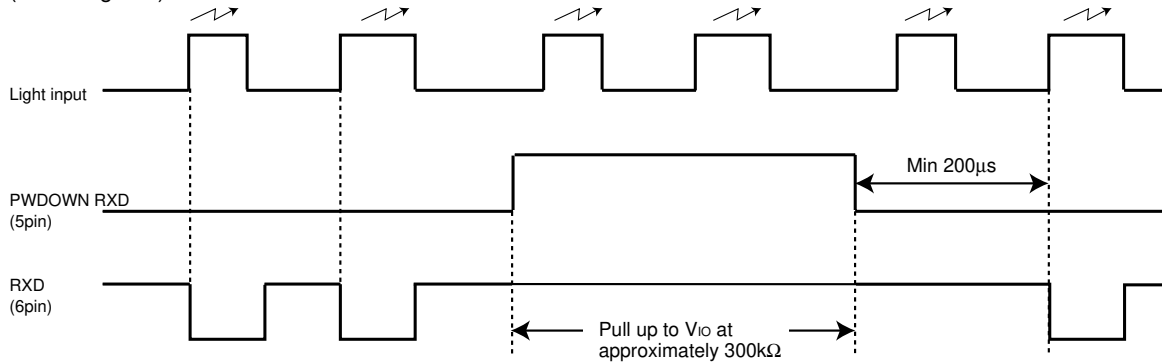 Light input
Min 200μs
PWDOWN RXD
(5pin)
RXD
(6pin)
Pull up to VIO at
approximately 300kΩ